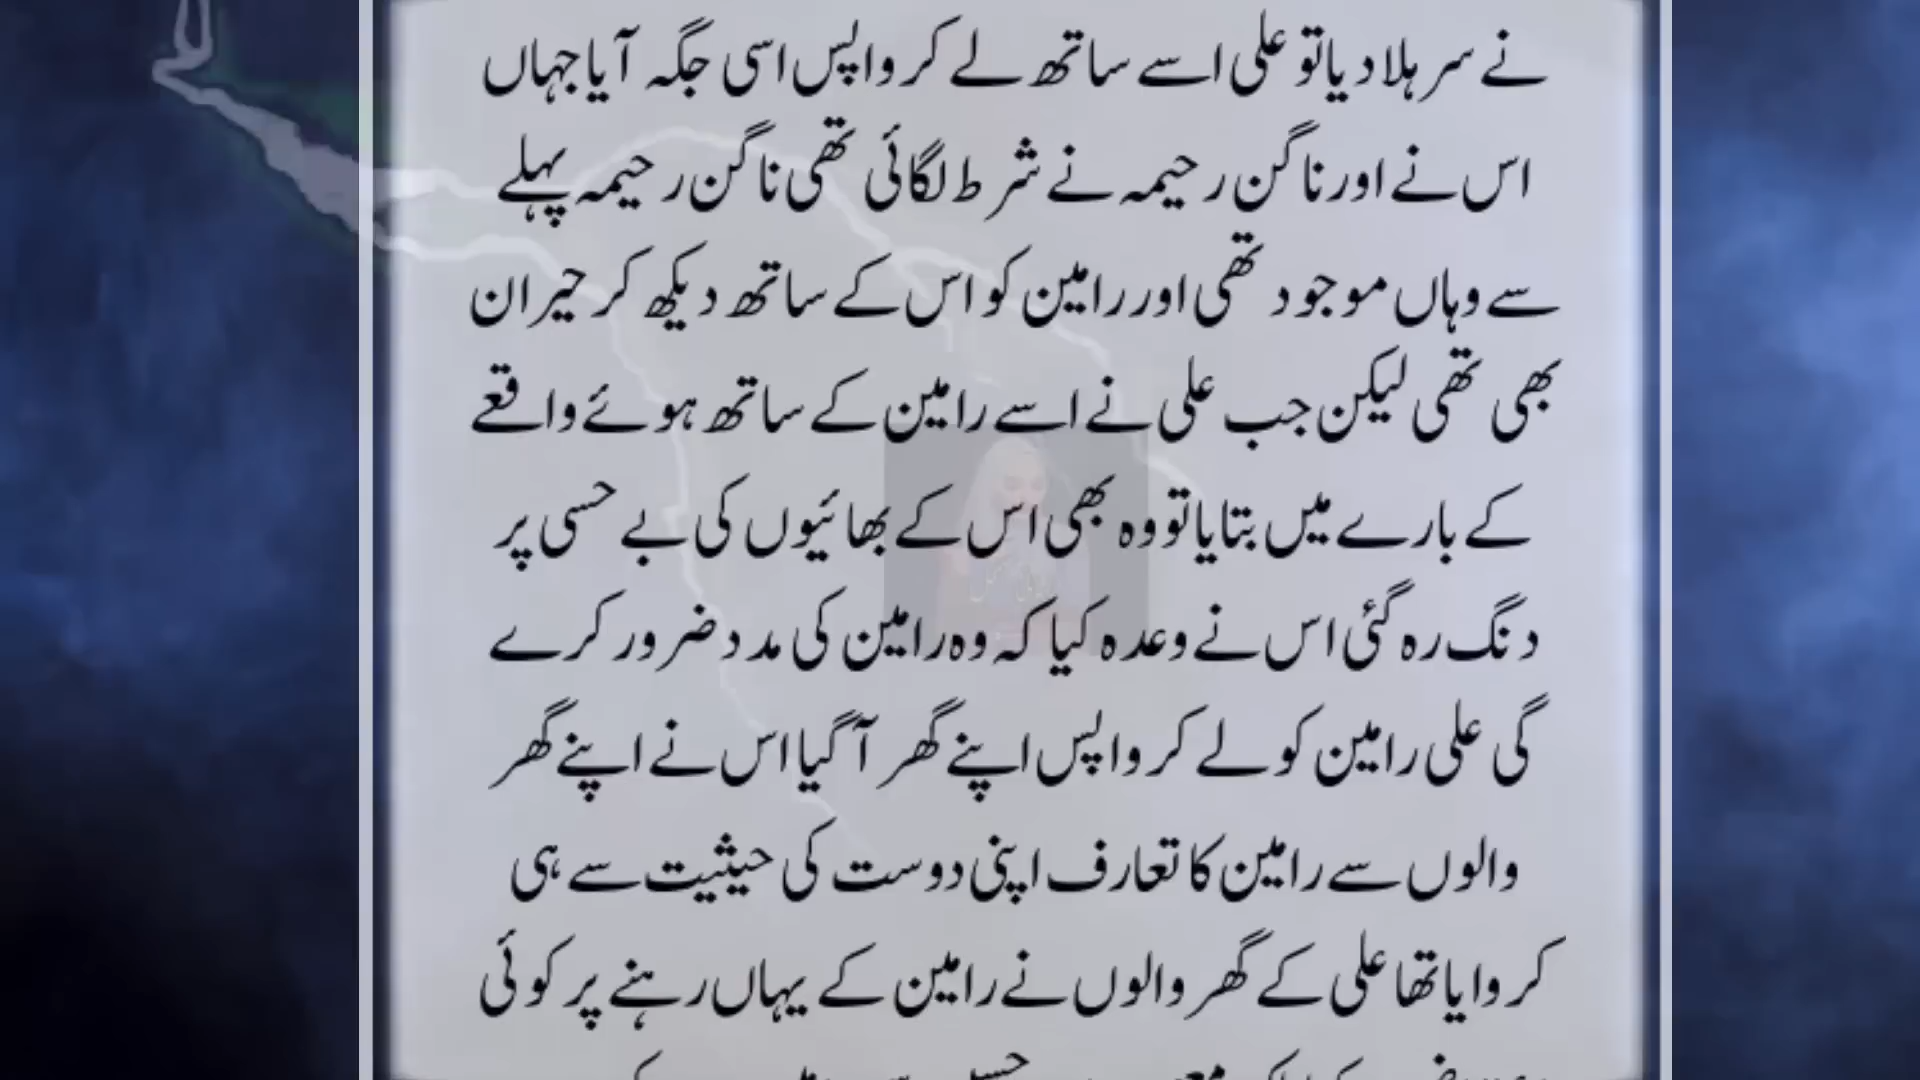 نے سر ہلا دیا تو علی اسے ساتھ لے کر واپس اسی جگہ آیا جہاں
اس نے اور ناگن رحیمہ نے شرط لگائی تھی ناگن رحیمہ پہلے
سے وہاں موجود تھی اور رامین کو اس کے ساتھ دیکھ کر حیران
بھی تھی لیکن جب علی نے اسے رامین کے ساتھ ہوئے واقعے
کے بارے میں بتایا تو وہ بھی اس کے بھائیوں کی بے حسی پر
دنگ رہ گئی اس نے وعدہ کیا کہ وہ رامین کی مدد ضرور کرے
گی علی رامین کو لے کر واپس اپنے گھر آ گیا اس نے اپنے گھر
والوں سے رامین کا تعارف اپنی دوست کی حیثیت سے ہی
کروایا تھا علی کے گھر والوں نے رامین کے یہاں رہنے پر کوئی